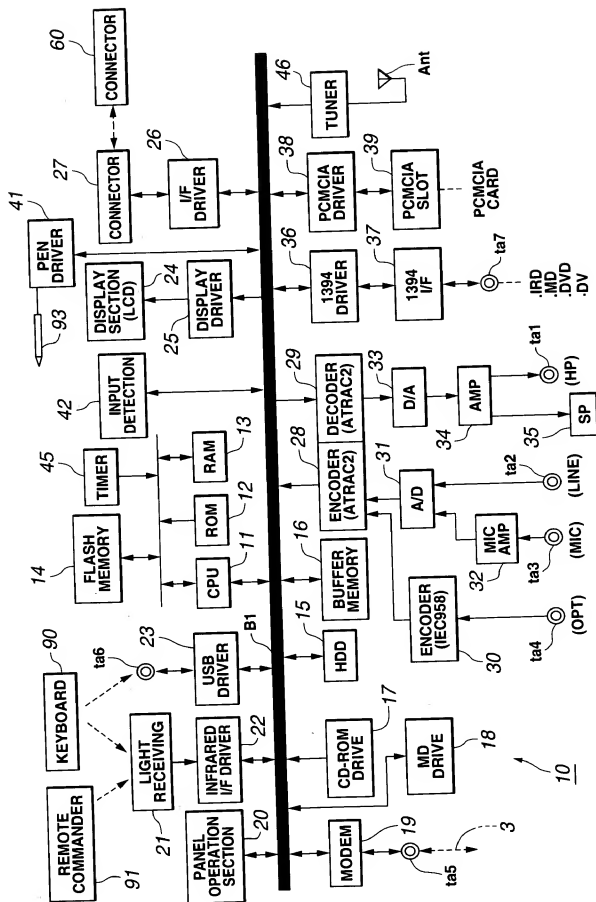 90
KEYBOARD
REMOTE
COMMANDER
91
ta6
LIGHT
RECEIVING
21
23
USB
DRIVER
INFRARED
I/F DRIVER
22
PANEL
OPERATION
SECTION
20
B1
14
FLASH
MEMORY
45
TIMER
CPU
11
ROM
12
RAM
13
42
INPUT
DETECTION
93
PEN
DRIVER
41
DISPLAY
SECTION
(LCD)
24
25
DISPLAY
DRIVER
27
CONNECTOR
60
CONNECTOR
I/F
DRIVER
26
MODEM
19
ta5
3
10
CD-ROM
DRIVE
17
MD DRIVE
18
15
HDD
16
BUFFER
MEMORY
28
ENCODER
(ATRAC2)
29
DECODER
(ATRAC2)
31
A/D
33
D/A
ENCODER
(IEC958)
30
MIC
AMP
32
AMP
34
ta4
(OPT)
ta3
(MIC)
ta2
(LINE)
35
SP
ta1
(HP)
36
1394
DRIVER
37
1394
I/F
ta7
.IRD
.MD
.DVD
.DV
38
PCMCIA
DRIVER
39
PCMCIA
SLOT
PCMCIA
CARD
46
TUNER
Ant